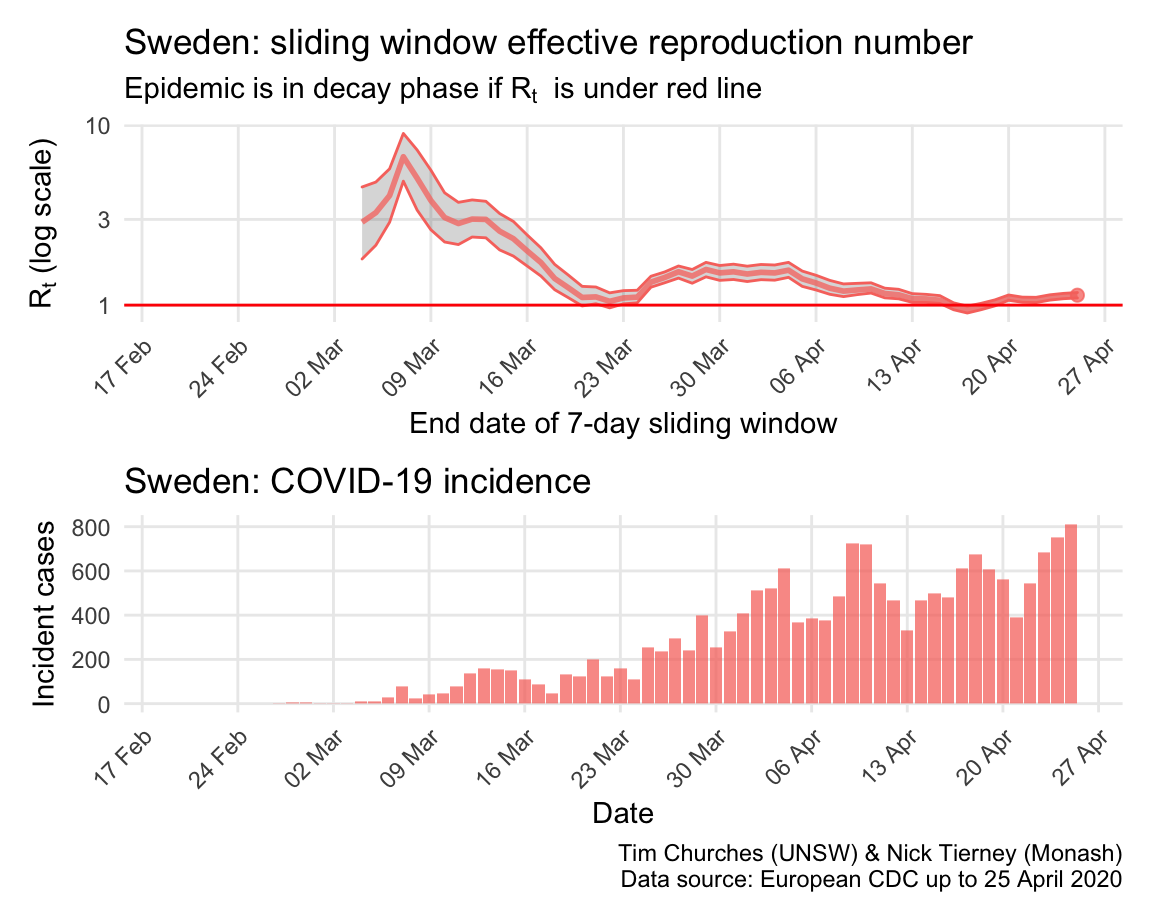 Sweden: sliding window effective reproduction number
Epidemic is in decay phase if Rt is under red line
Rt (log scale)
10
3
1
17 Feb
24 Feb
02 Mar
09 Mar
16 Mar
23 Mar
30 Mar
06 Apr
13 Apr
20 Apr
27 Apr
End date of 7-day sliding window
Sweden: COVID-19 incidence
Incident cases
800
600
400
200
0
17 Feb
24 Feb
02 Mar
09 Mar
16 Mar
23 Mar
30 Mar
06 Apr
13 Apr
20 Apr
27 Apr
Date
Tim Churches (UNSW) & Nick Tierney (Monash)
Data source: European CDC up to 25 April 2020